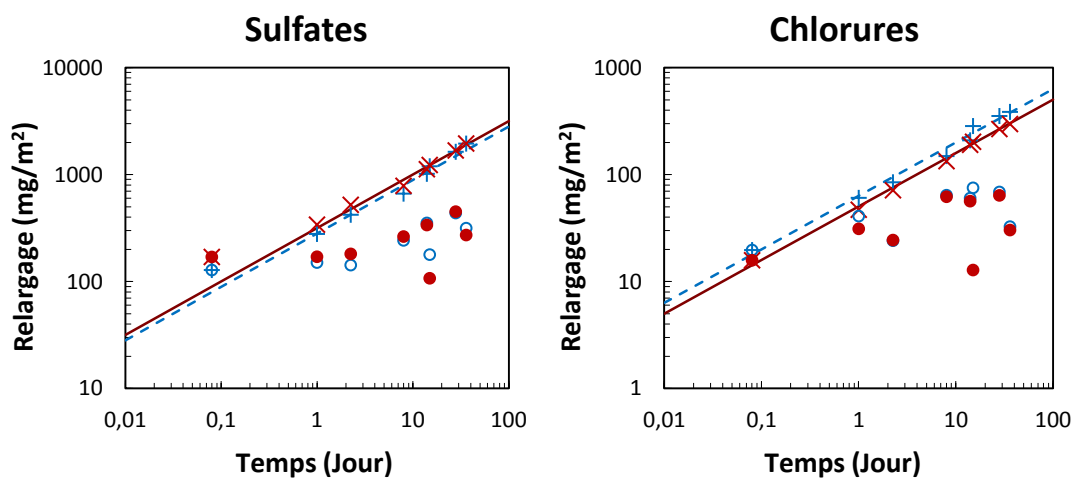 Sulfates
Relargage (mg/m²)
10000
1000
100
10
0,01 0,1 1 10 100
Temps (Jour)
Chlorures
Relargage (mg/m²)
1000
100
10
1
0,01 0,1 1 10 100
Temps (Jour)